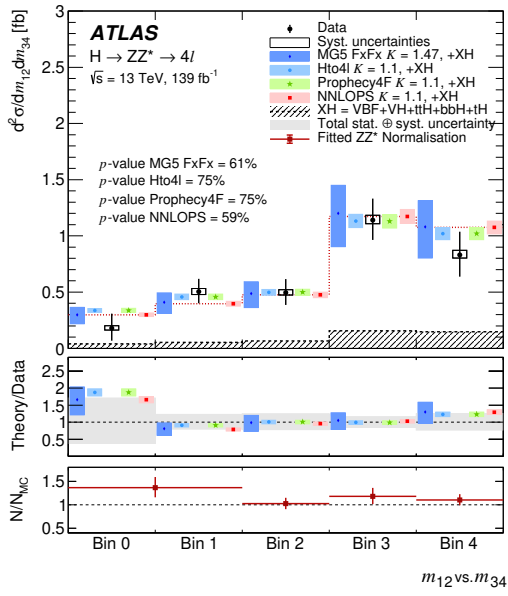 ATLAS
H → ZZ* → 4l
√s = 13 TeV, 139 fb⁻¹
Data
Syst. uncertainties
MG5 FxFx K = 1.47, +XH
Hto4l K = 1.1, +XH
Prophecy4F K = 1.1, +XH
NNLOPS K = 1.1, +XH
XH = VBF+VH+ttH+bbH+tH
Total stat. ⊕ syst. uncertainty
Fitted ZZ* Normalisation
p-value MG5 FxFx = 61%
p-value Hto4l = 75%
p-value Prophecy4F = 75%
p-value NNLOPS = 59%
d²σ/dm₁₂dm₃₄ [fb]
3
2.5
2
1.5
1
0.5
0
Theory/Data
2.5
2
1.5
1
0.5
N/N_MC
1.5
1
0.5
Bin 0 Bin 1 Bin 2 Bin 3 Bin 4
m₁₂ vs. m₃₄